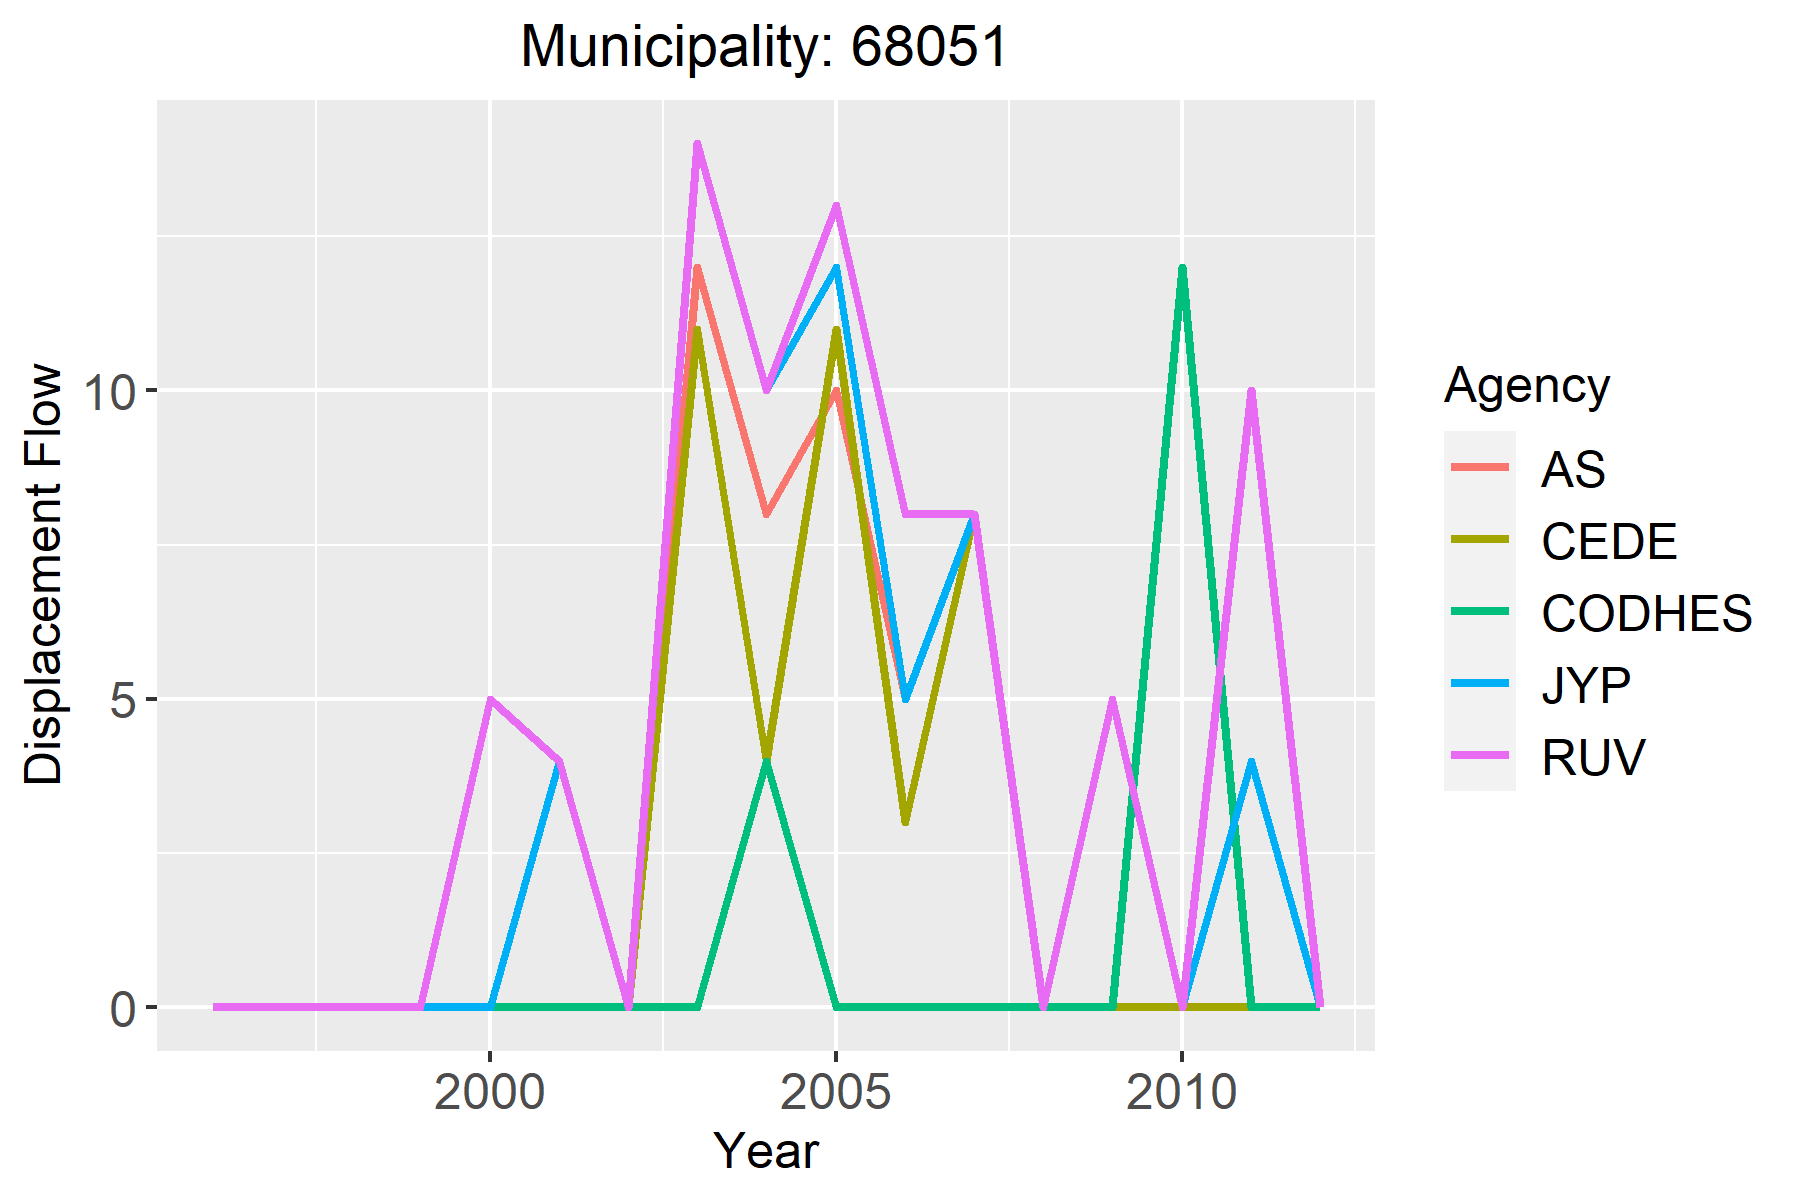 Municipality: 68051
Displacement Flow
10
5
0
2000 2005 2010
Year
Agency
AS
CEDE
CODHES
JYP
RUV